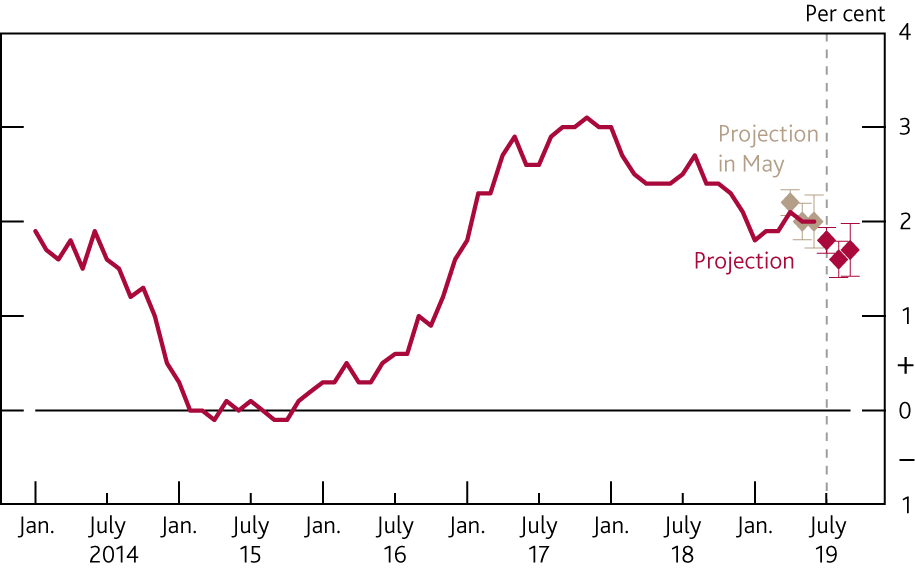 Per cent
4
3
Projection
in May
2
Projection
1
+
0
–
1
Jan. July Jan. July Jan. July Jan. July Jan. July July
2014 15 16 17 18 19